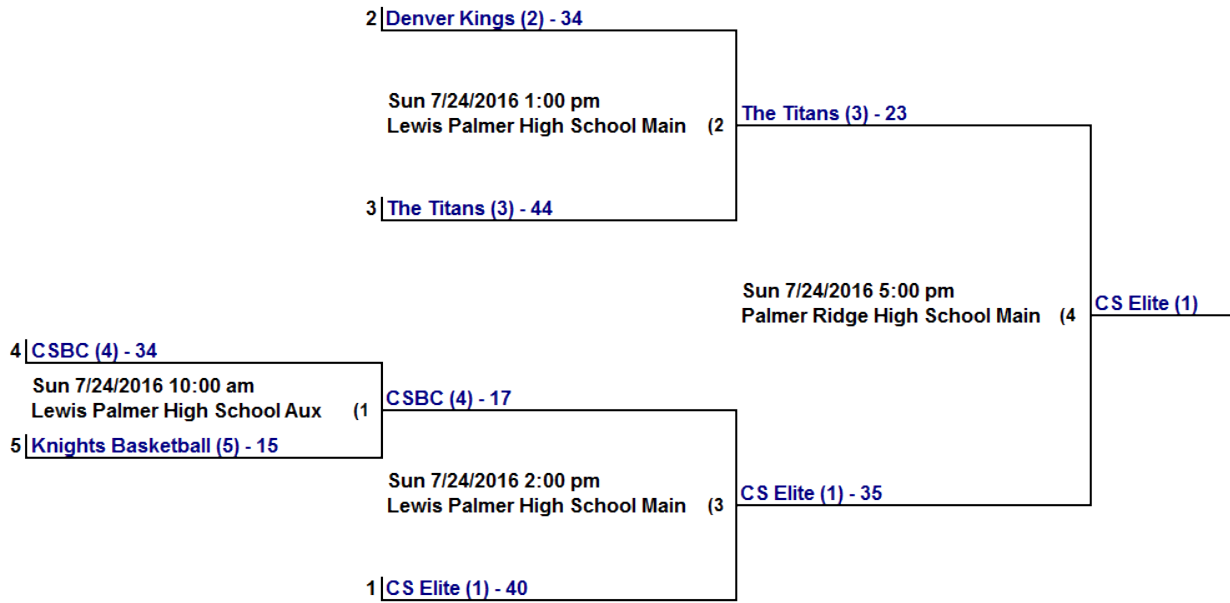 2 Denver Kings (2) - 34
Sun 7/24/2016 1:00 pm
Lewis Palmer High School Main (2
The Titans (3) - 23
3 The Titans (3) - 44
Sun 7/24/2016 5:00 pm
Palmer Ridge High School Main (4
CS Elite (1)
4 CSBC (4) - 34
Sun 7/24/2016 10:00 am
Lewis Palmer High School Aux (1
CSBC (4) - 17
5 Knights Basketball (5) - 15
Sun 7/24/2016 2:00 pm
Lewis Palmer High School Main (3
CS Elite (1) - 35
1 CS Elite (1) - 40